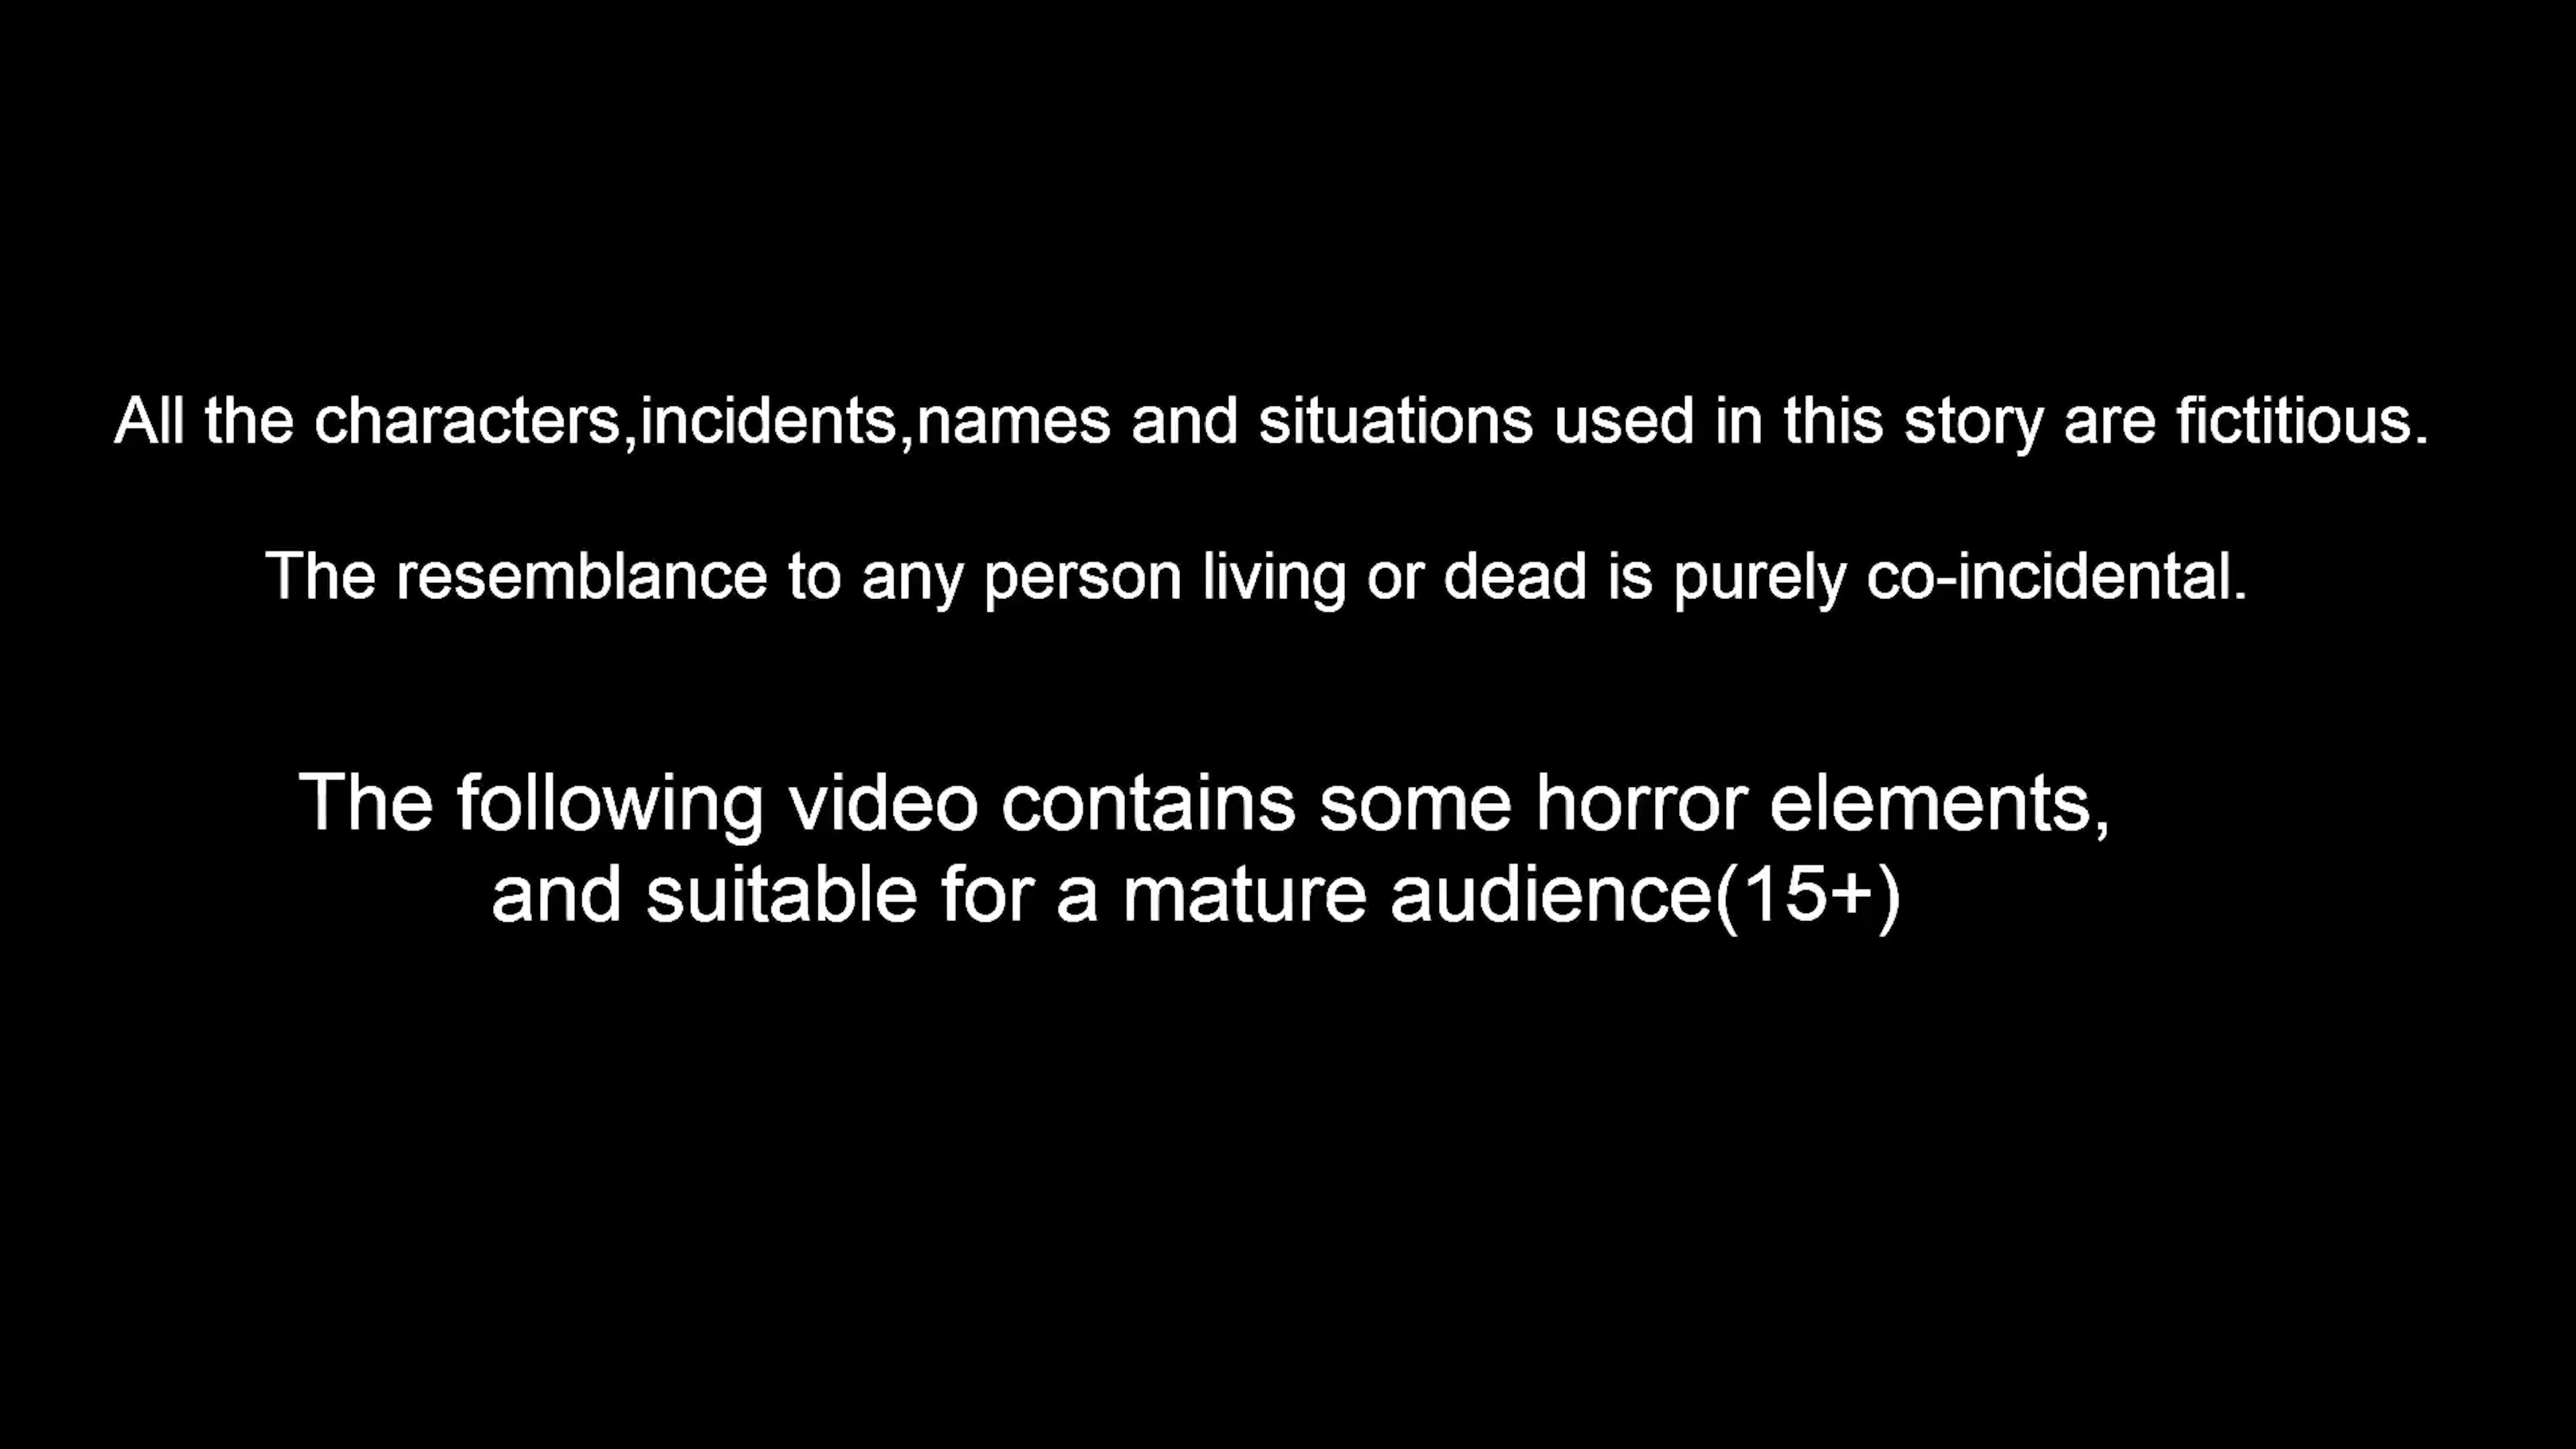 All the characters,incidents,names and situations used in this story are fictitious.
The resemblance to any person living or dead is purely co-incidental.
The following video contains some horror elements,
and suitable for a mature audience(15+)